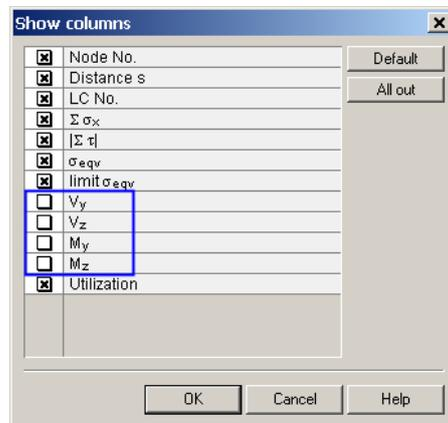 Show columns
Node No.
Default
Distance s
LC No.
All out
Σ σx
|Σ τ|
σeqv
limit σeqv
Vy
Vz
My
Mz
Utilization
OK
Cancel
Help